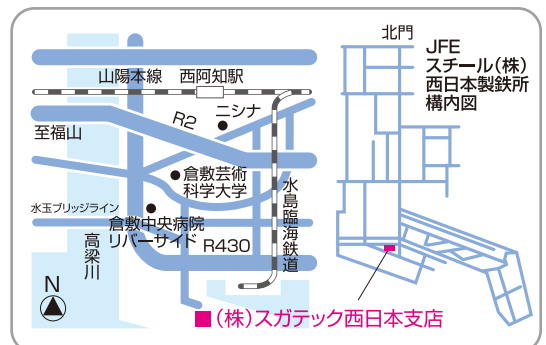 北門
JFE
スチール(株)
西日本製鉄所
構内図
山陽本線
西阿知駅
ニシナ
R2
至福山
倉敷芸術
科学大学
水玉ブリッジライン
倉敷中央病院
リバーサイド
R430
高梁川
水島臨海鉄道
N
■(株)スガテック西日本支店